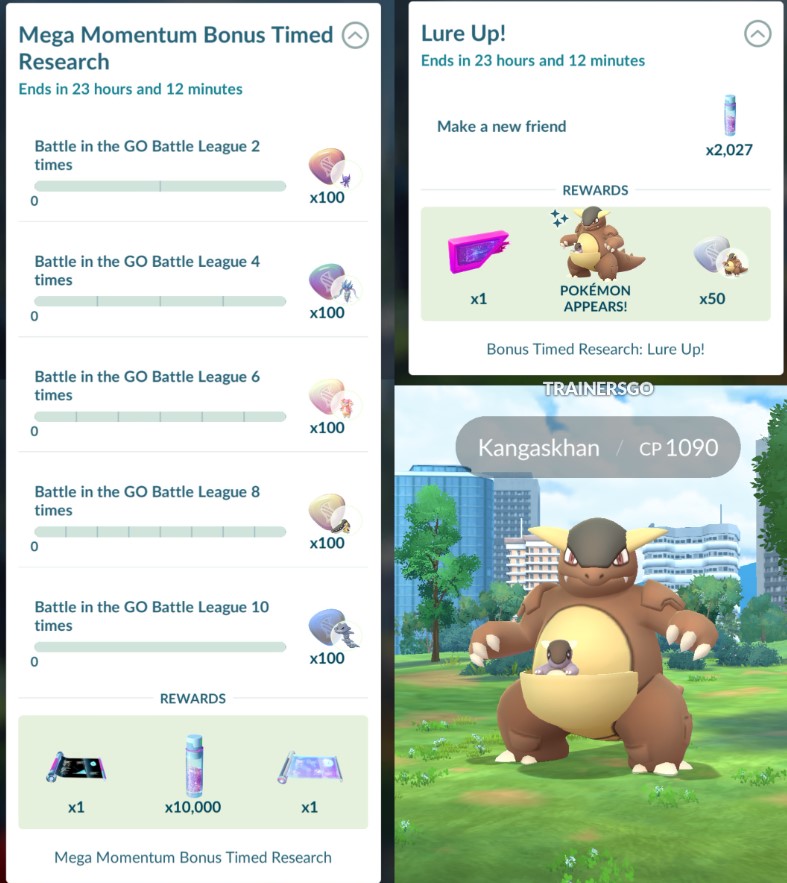 Mega Momentum Bonus Timed
Research
Ends in 23 hours and 12 minutes
Battle in the GO Battle League 2
times
0
x100
Battle in the GO Battle League 4
times
0
x100
Battle in the GO Battle League 6
times
0
x100
Battle in the GO Battle League 8
times
0
x100
Battle in the GO Battle League 10
times
0
x100
REWARDS
x1
x10,000
x1
Mega Momentum Bonus Timed Research
Lure Up!
Ends in 23 hours and 12 minutes
Make a new friend
x2,027
REWARDS
x1
POKÉMON
APPEARS!
x50
Bonus Timed Research: Lure Up!
TRAINERSGO
Kangaskhan / CP 1090